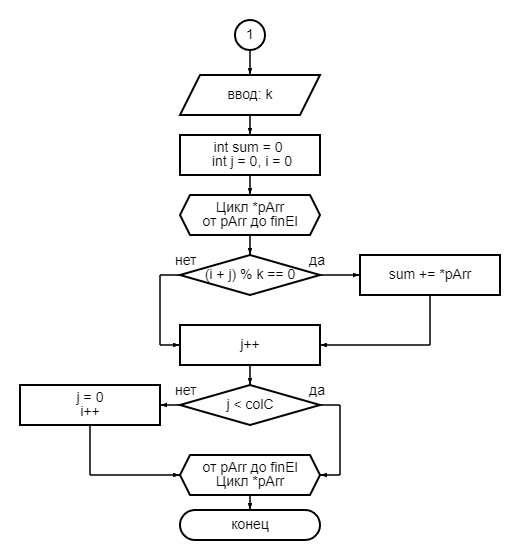 1
ввод: k
int sum = 0
int j = 0, i = 0
Цикл *pArr
от pArr до finEl
нет
(i + j) % k == 0
да
sum += *pArr
j++
нет
j < colC
да
j = 0
i++
от pArr до finEl
Цикл *pArr
конец